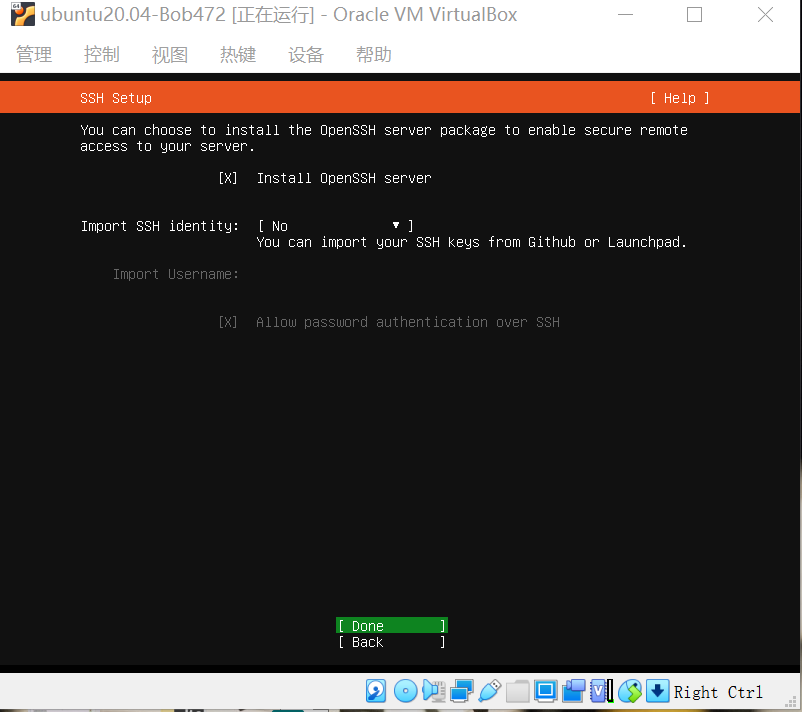 ubuntu20.04-Bob472 [正在运行] - Oracle VM VirtualBox
管理 控制 视图 热键 设备 帮助
SSH Setup [ Help ]
You can choose to install the OpenSSH server package to enable secure remote
access to your server.
[X] Install OpenSSH server
Import SSH identity: [ No ▾ ]
You can import your SSH keys from Github or Launchpad.
Import Username:
[X] Allow password authentication over SSH
[ Done ]
[ Back ]
Right Ctrl